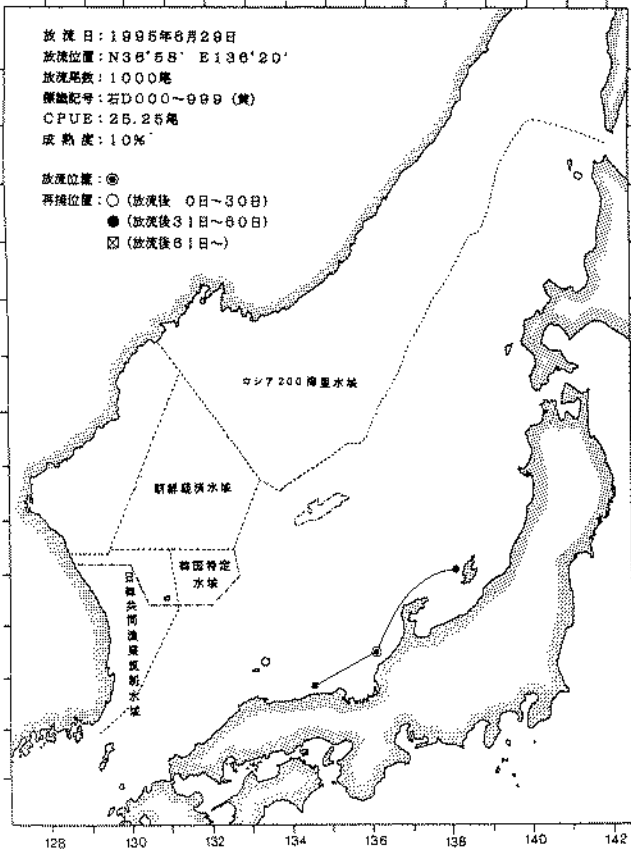 放流日：1995年6月29日
放流位置：N36°58' E136°20'
放流尾数：1000尾
標識記号：石D000～999（黄）
CPUE：25.25尾
成熟度：10%
放流位置：◉
再捕位置：○（放流後 0日～30日）
●（放流後31日～60日）
⊠（放流後61日～）
ロシア200海里水域
朝鮮経済水域
韓国特定
水域
日韓共同漁業規制水域
128 130 132 134 136 138 140 142